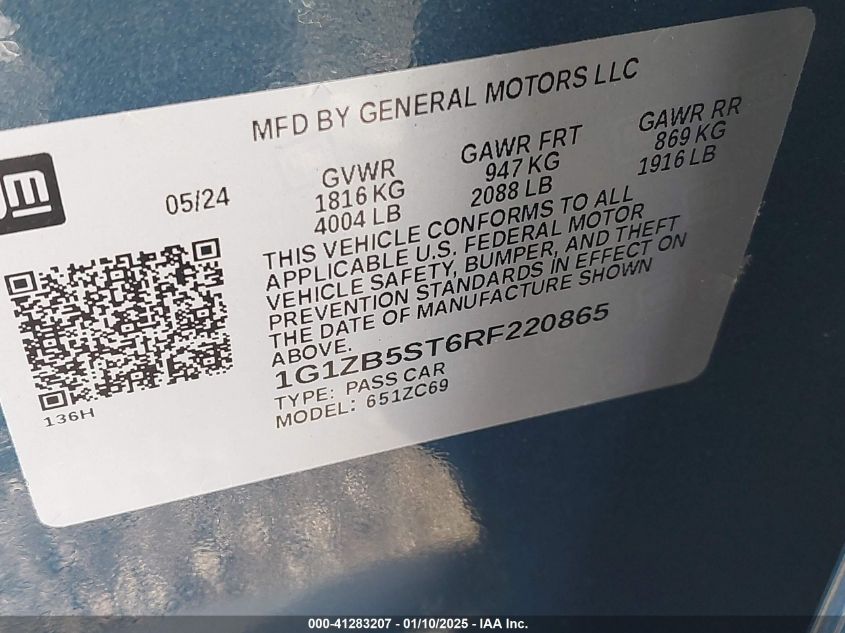 MFD BY GENERAL MOTORS LLC
gm
05/24
GVWR
1816 KG
4004 LB
GAWR FRT
947 KG
2088 LB
GAWR RR
869 KG
1916 LB
THIS VEHICLE CONFORMS TO ALL
APPLICABLE U.S. FEDERAL MOTOR
VEHICLE SAFETY, BUMPER, AND THEFT
PREVENTION STANDARDS IN EFFECT ON
THE DATE OF MANUFACTURE SHOWN
ABOVE.
1G1ZB5ST6RF220865
TYPE: PASS CAR
MODEL: 651ZC69
136H
000-41283207 - 01/10/2025 - IAA Inc.